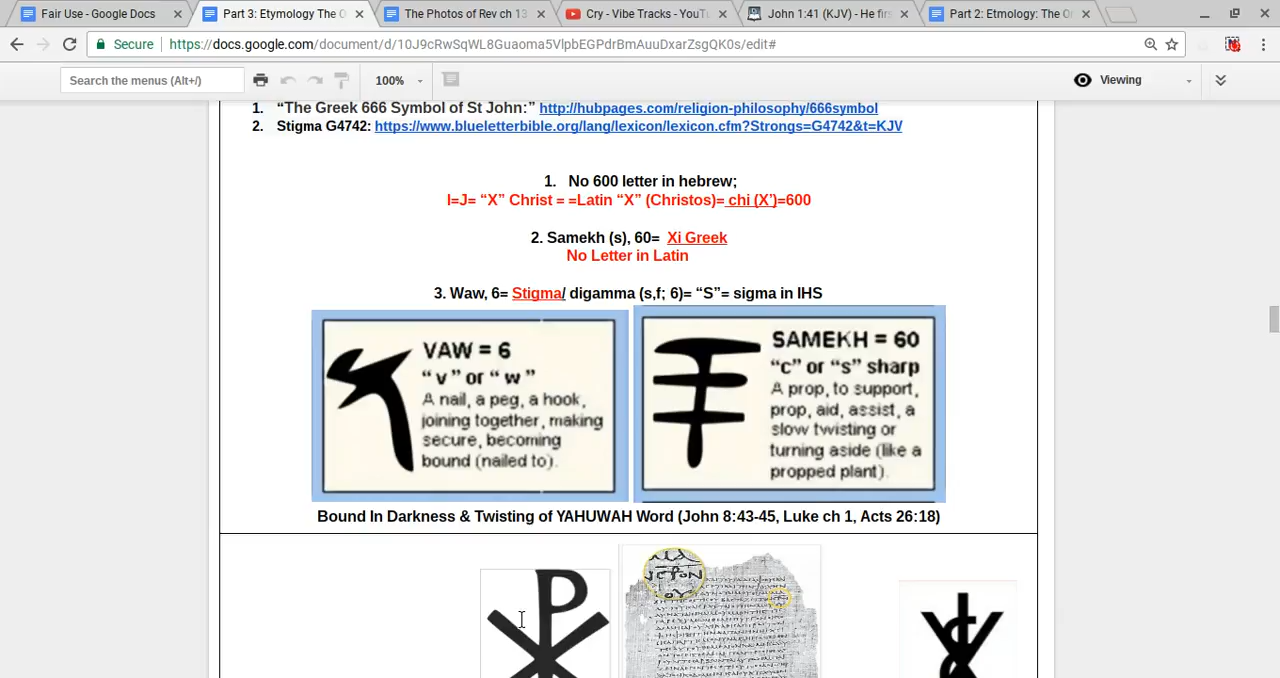 Fair Use - Google Docs
Part 3: Etymology The O
The Photos of Rev ch 13
Cry - Vibe Tracks - YouTu
John 1:41 (KJV) - He firs
Part 2: Etmology: The Or
Secure
https://docs.google.com/document/d/10J9cRwSqWL8Guaoma5VlpbEGPdrBmAuuDxarZsgQK0s/edit#
Search the menus (Alt+/)
100%
Viewing
1. “The Greek 666 Symbol of St John:” http://hubpages.com/religion-philosophy/666symbol
2. Stigma G4742: https://www.blueletterbible.org/lang/lexicon/lexicon.cfm?Strongs=G4742&t=KJV
1. No 600 letter in hebrew;
I=J= “X” Christ = =Latin “X” (Christos)= chi (X’)=600
2. Samekh (s), 60= Xi Greek
No Letter in Latin
3. Waw, 6= Stigma/ digamma (s,f; 6)= “S”= sigma in IHS
VAW = 6
“v” or “w”
A nail, a peg, a hook,
joining together, making
secure, becoming
bound (nailed to).
SAMEKH = 60
“c” or “s” sharp
A prop, to support,
prop, aid, assist, a
slow twisting or
turning aside (like a
propped plant).
Bound In Darkness & Twisting of YAHUWAH Word (John 8:43-45, Luke ch 1, Acts 26:18)